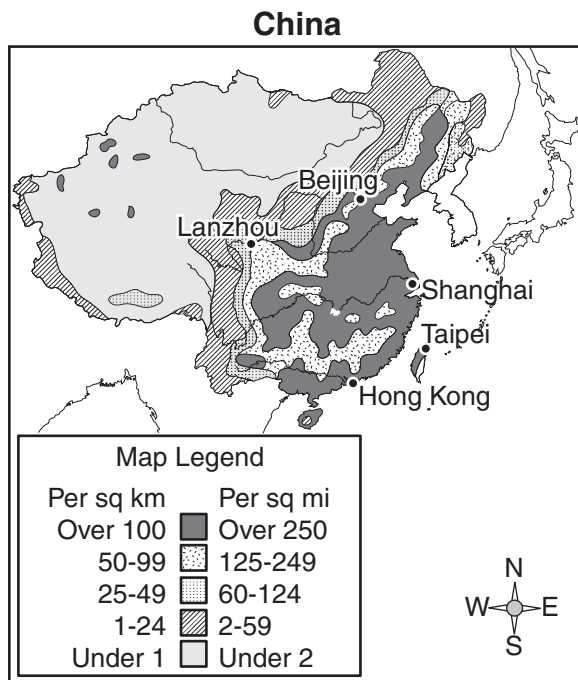 China
Beijing
Lanzhou
Shanghai
Taipei
Hong Kong
Map Legend
Per sq km Per sq mi
Over 100 Over 250
50-99 125-249
25-49 60-124
1-24 2-59
Under 1 Under 2
N
W E
S